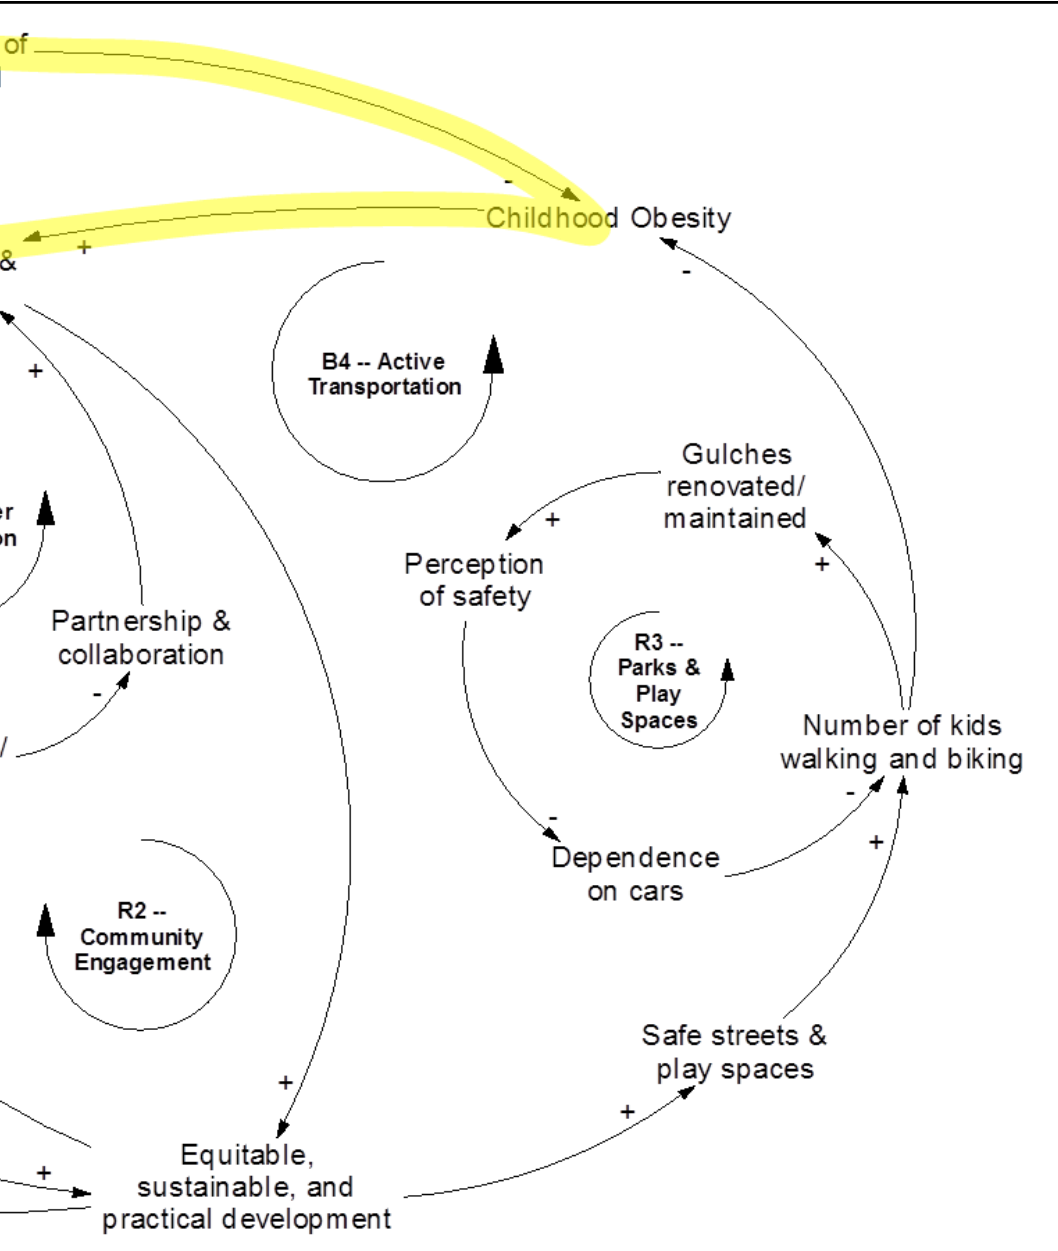 of
-
Childhood Obesity
+
&
-
B4 -- Active
Transportation
+
Gulches
renovated/
maintained
+
+
Perception
of safety
er
on
Partnership &
collaboration
-
R3 --
Parks &
Play
Spaces
Number of kids
walking and biking
/
-
-
+
Dependence
on cars
R2 --
Community
Engagement
Safe streets &
play spaces
+
+
Equitable,
sustainable, and
practical development
+